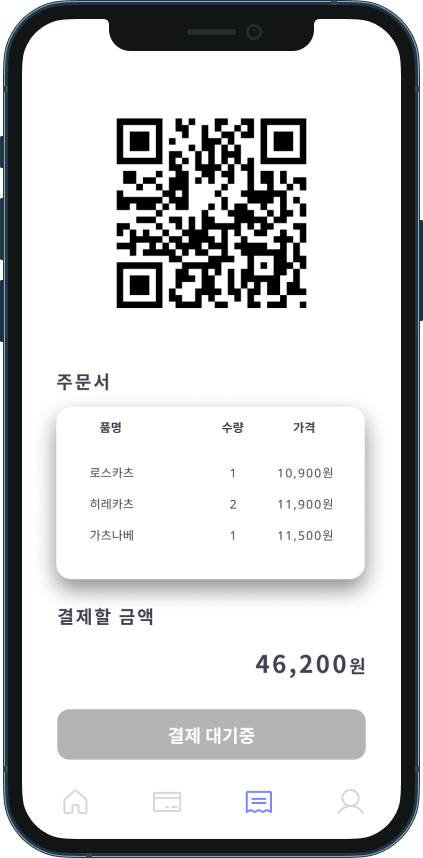 주문서
품명 수량 가격
로스카츠 1 10,900원
히레카츠 2 11,900원
가츠나베 1 11,500원
결제할 금액
46,200원
결제 대기중